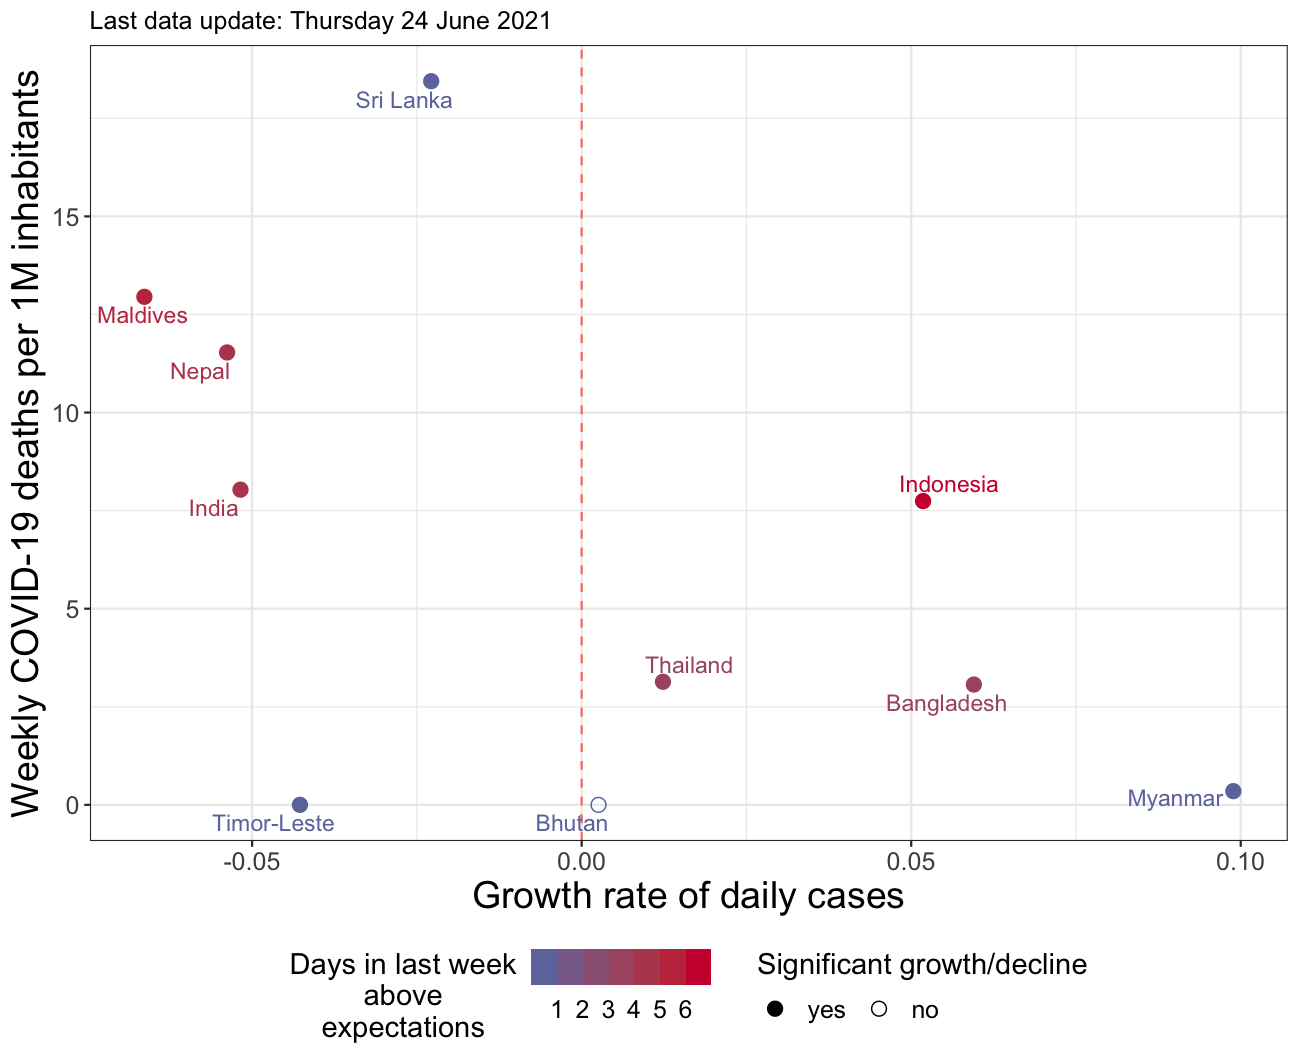 Last data update: Thursday 24 June 2021
Weekly COVID-19 deaths per 1M inhabitants
15
10
5
0
Sri Lanka
Maldives
Nepal
India
Indonesia
Thailand
Bangladesh
Myanmar
Timor-Leste
Bhutan
-0.05 0.00 0.05 0.10
Growth rate of daily cases
Days in last week
above
expectations
1 2 3 4 5 6
Significant growth/decline
yes no